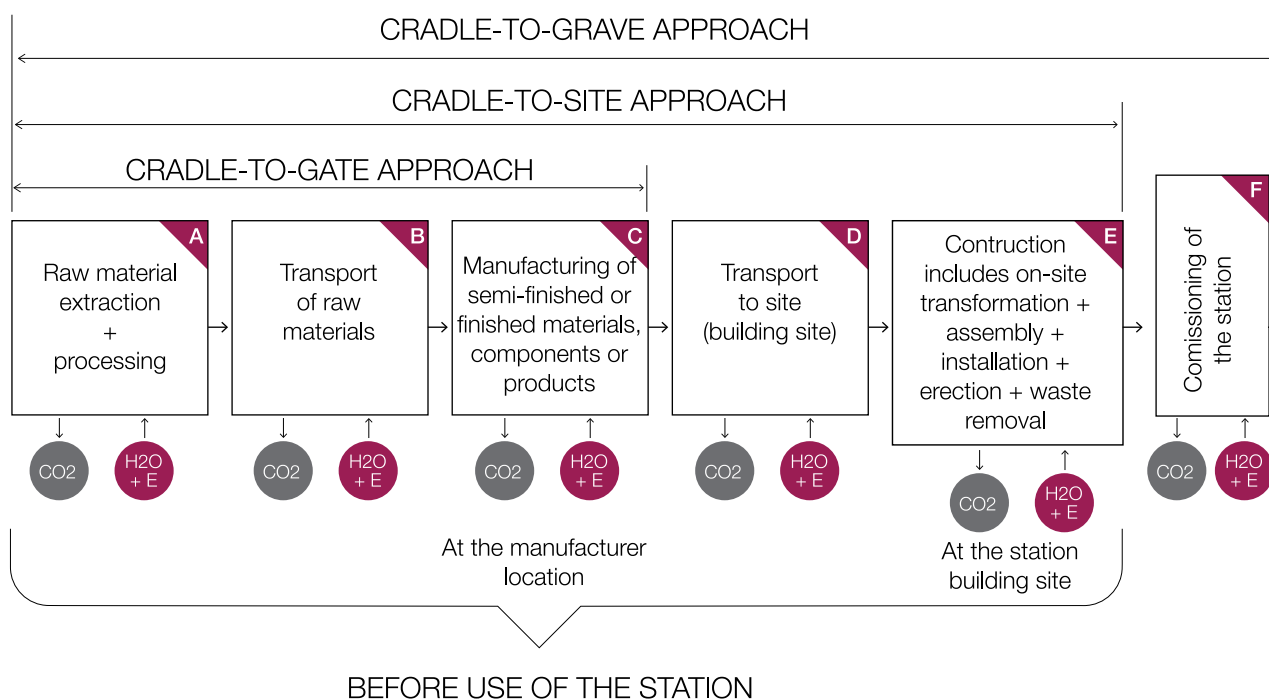 CRADLE-TO-GRAVE APPROACH
CRADLE-TO-SITE APPROACH
CRADLE-TO-GATE APPROACH
A
Raw material
extraction
+
processing
B
Transport
of raw
materials
C
Manufacturing of
semi-finished or
finished materials,
components or
products
D
Transport
to site
(building site)
E
Contruction
includes on-site
transformation +
assembly +
installation +
erection + waste
removal
F
Comissioning of
the station
CO2
H2O
+ E
CO2
H2O
+ E
CO2
H2O
+ E
CO2
H2O
+ E
CO2
H2O
+ E
CO2
H2O
+ E
At the manufacturer
location
At the station
building site
BEFORE USE OF THE STATION